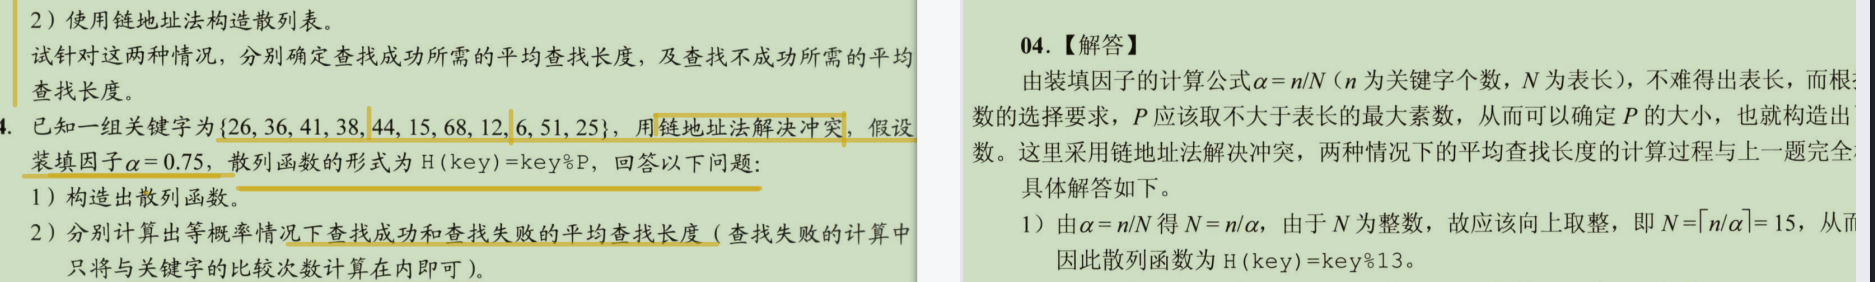 2）使用链地址法构造散列表。
试针对这两种情况，分别确定查找成功所需的平均查找长度，及查找不成功所需的平均
查找长度。
4. 已知一组关键字为{26, 36, 41, 38, 44, 15, 68, 12, 6, 51, 25}，用链地址法解决冲突，假设
装填因子α=0.75，散列函数的形式为 H(key)=key%P，回答以下问题：
1）构造出散列函数。
2）分别计算出等概率情况下查找成功和查找失败的平均查找长度（查找失败的计算中
只将与关键字的比较次数计算在内即可）。
04.【解答】
由装填因子的计算公式α=n/N（n 为关键字个数，N 为表长），不难得出表长，而根
数的选择要求，P 应该取不大于表长的最大素数，从而可以确定 P 的大小，也就构造出
数。这里采用链地址法解决冲突，两种情况下的平均查找长度的计算过程与上一题完全
具体解答如下。
1）由α=n/N 得 N=n/α，由于 N 为整数，故应该向上取整，即 N=⌈n/α⌉=15，从而
因此散列函数为 H(key)=key%13。